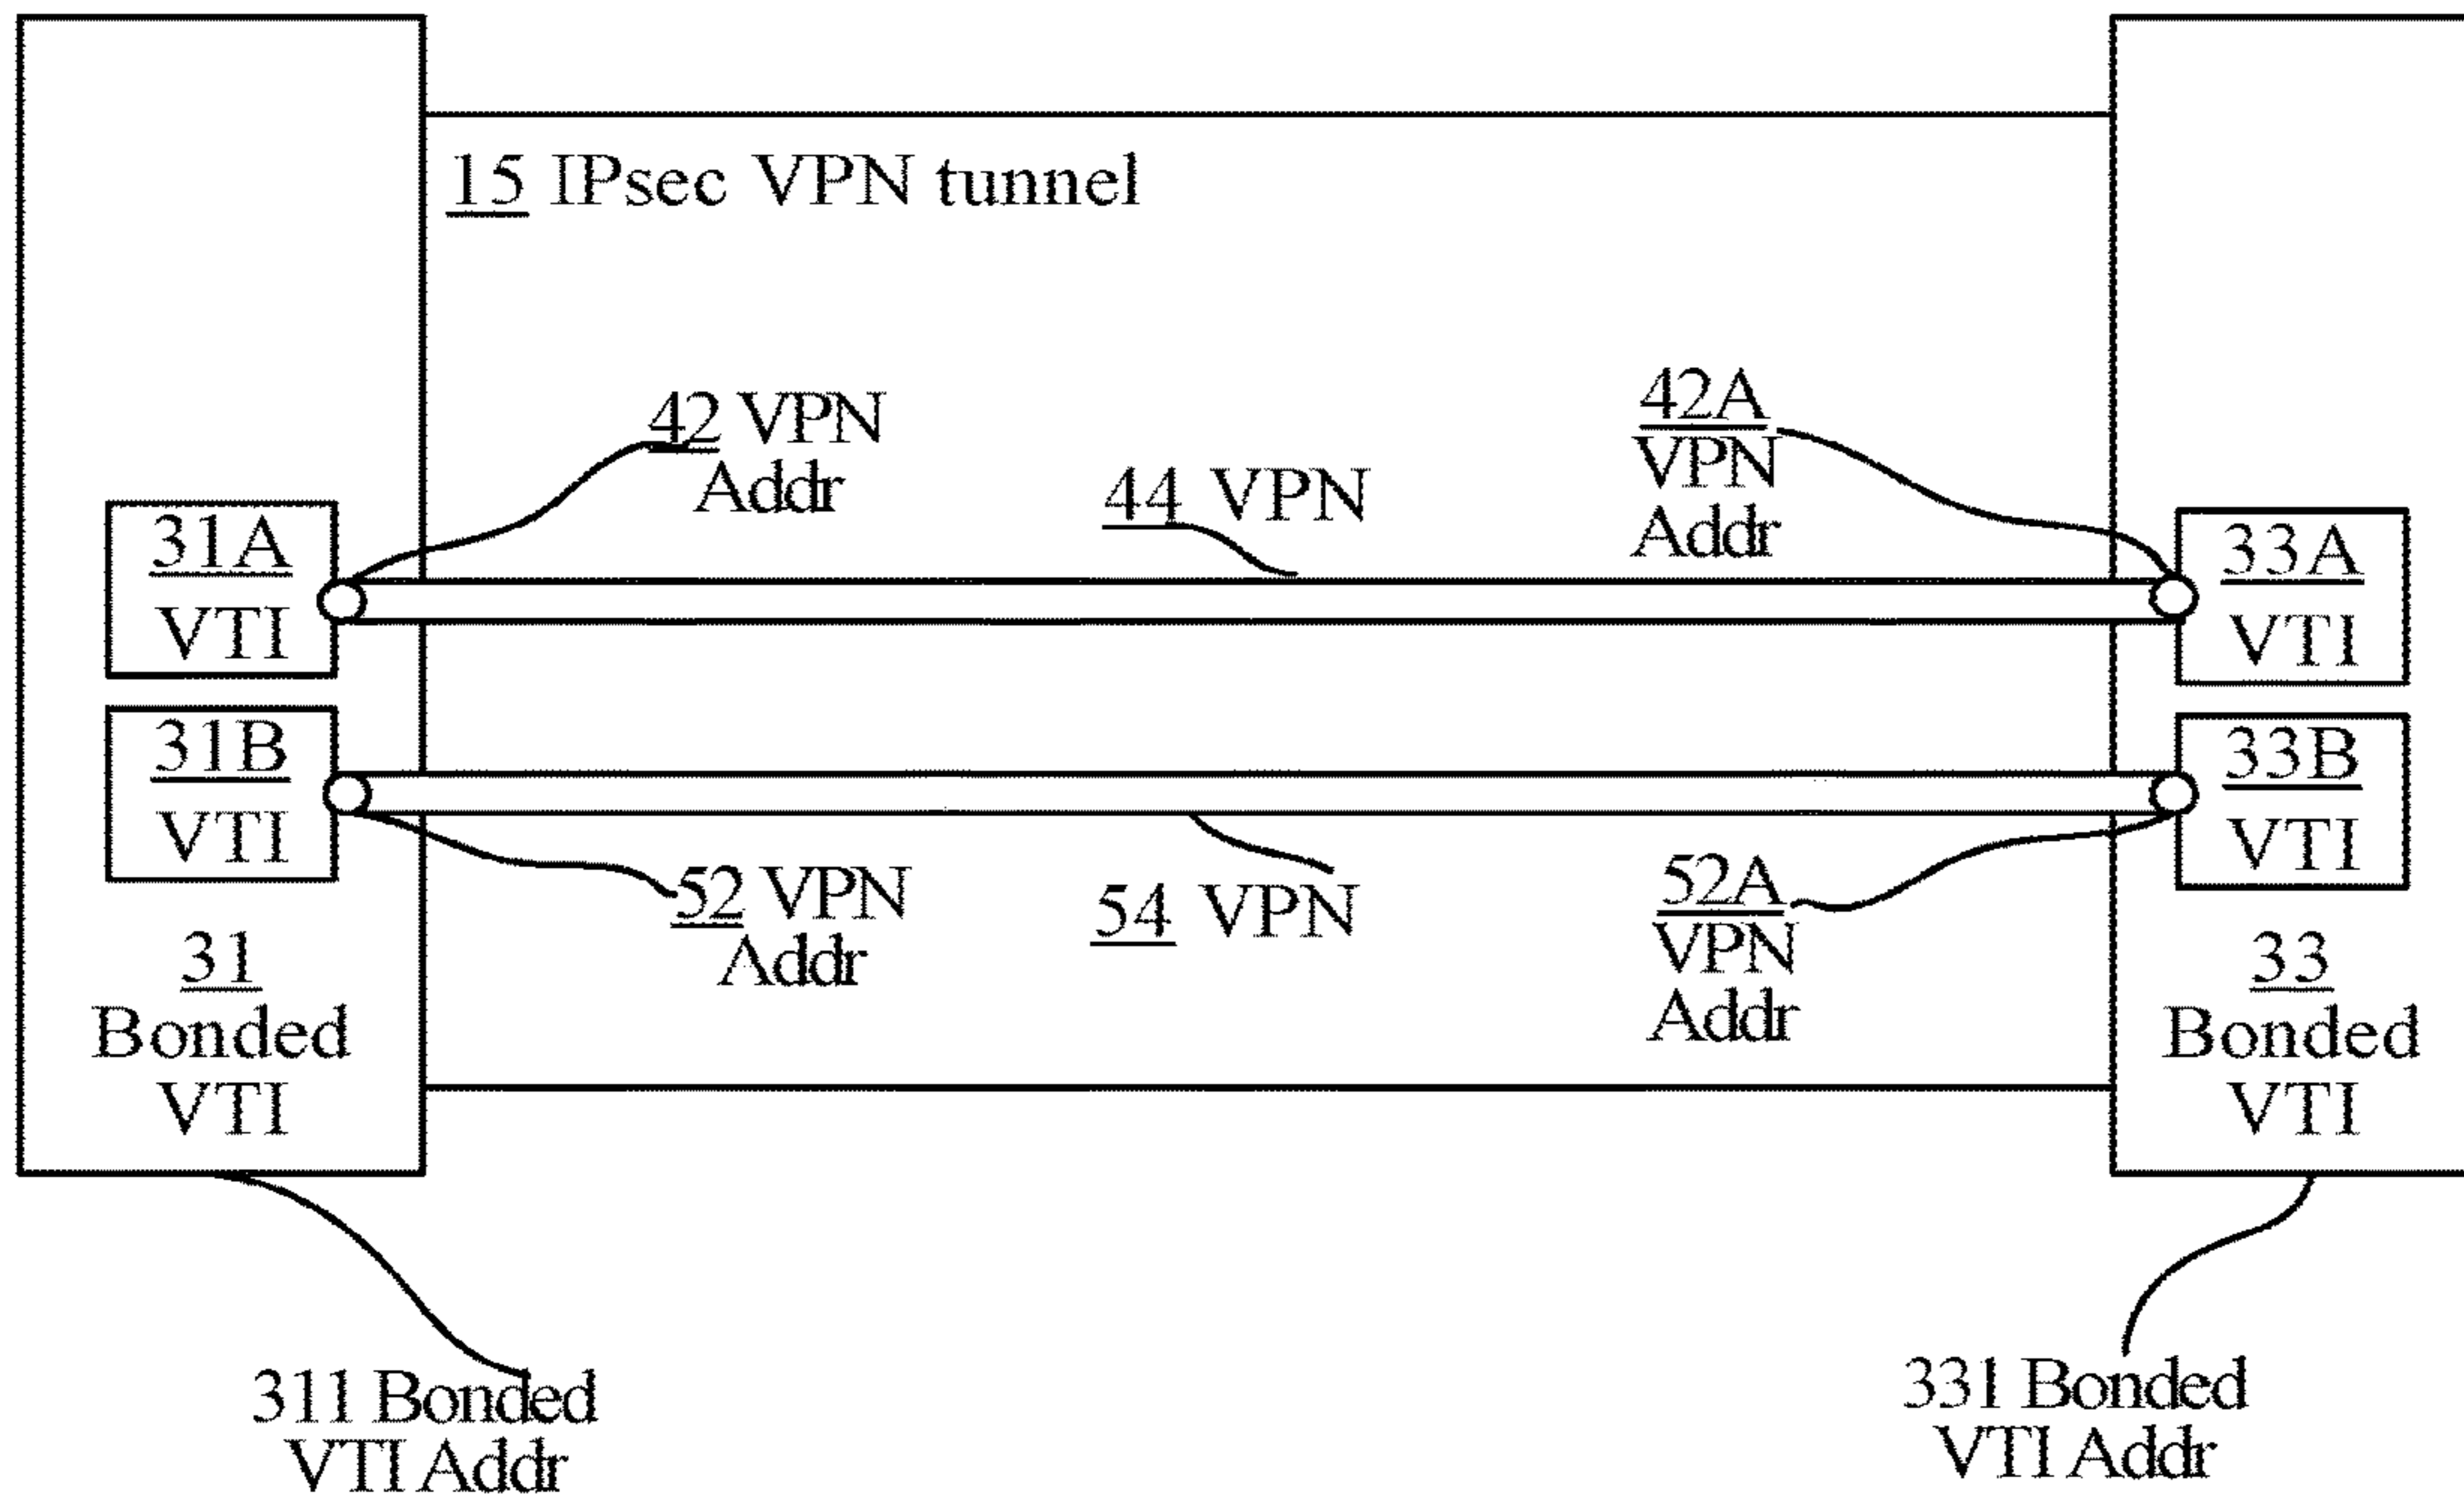 15 IPsec VPN tunnel
42 VPN
Addr
42A
VPN
Addr
44 VPN
31A
VTI
33A
VTI
31B
VTI
33B
VTI
52 VPN
Addr
54 VPN
52A
VPN
Addr
31
Bonded
VTI
33
Bonded
VTI
311 Bonded
VTI Addr
331 Bonded
VTI Addr